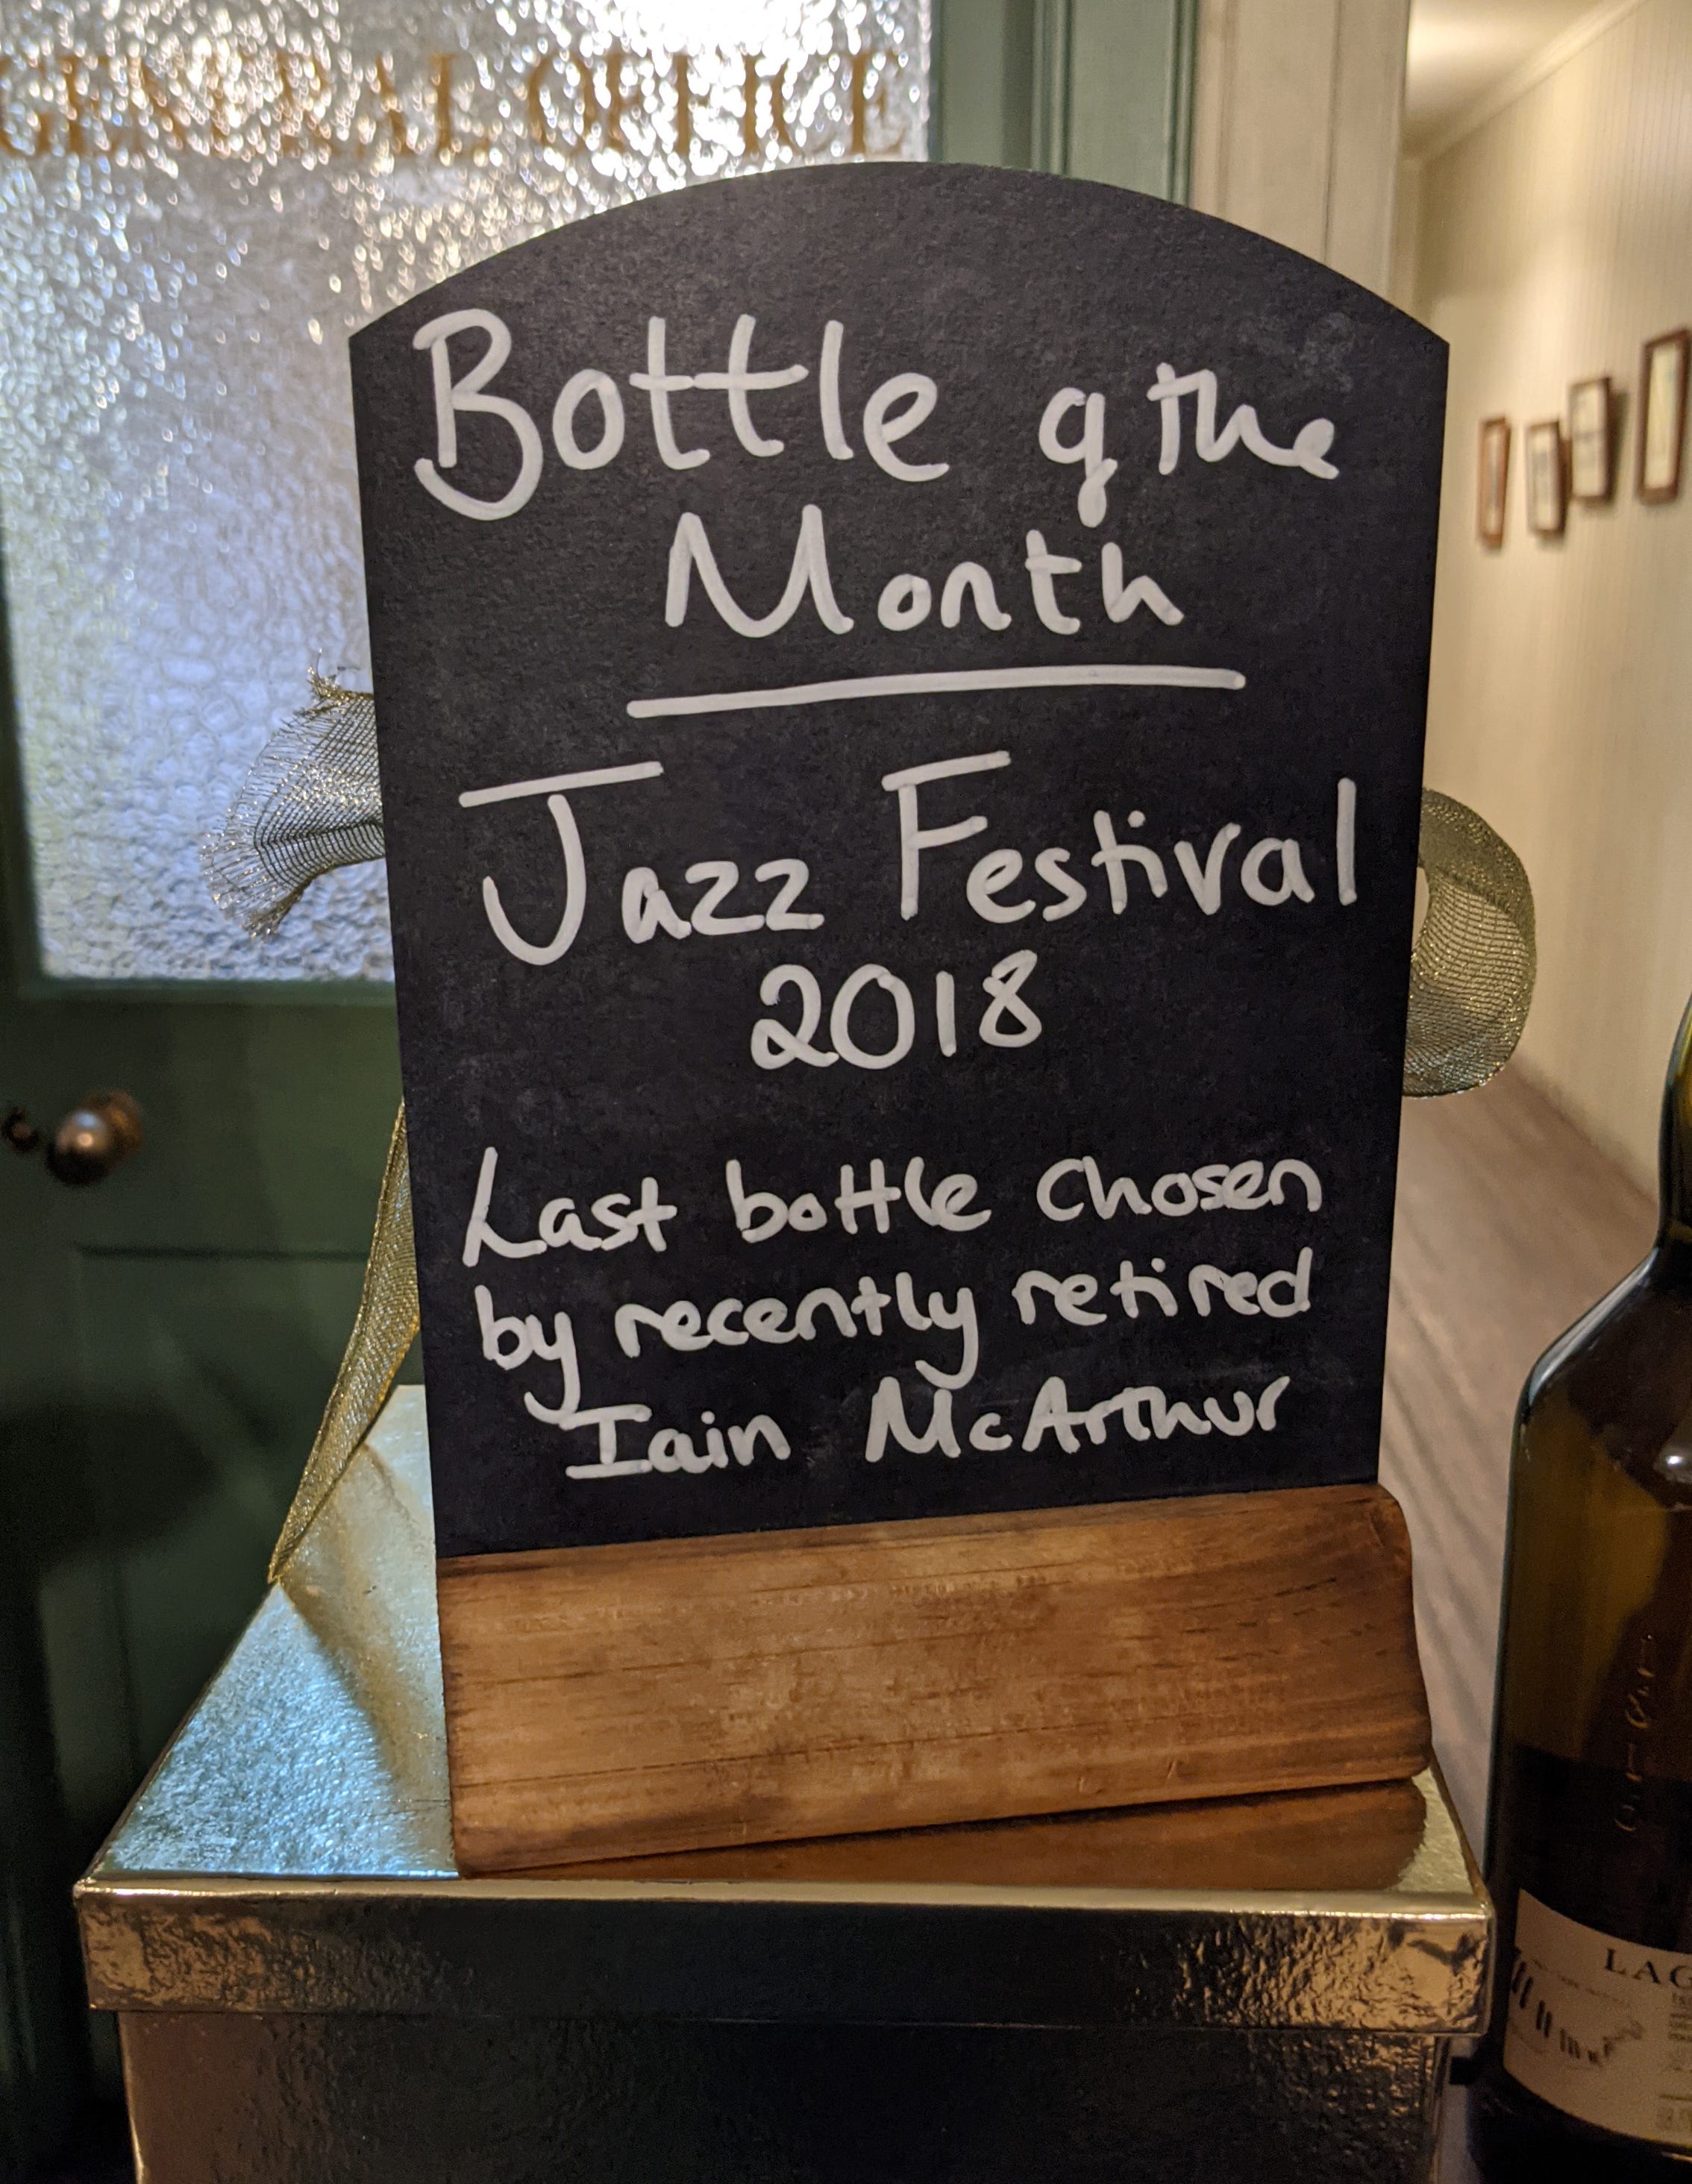 GENERAL OFFICE
Bottle of the
Month
Jazz Festival
2018
Last bottle chosen
by recently retired
Iain McArthur
LAG